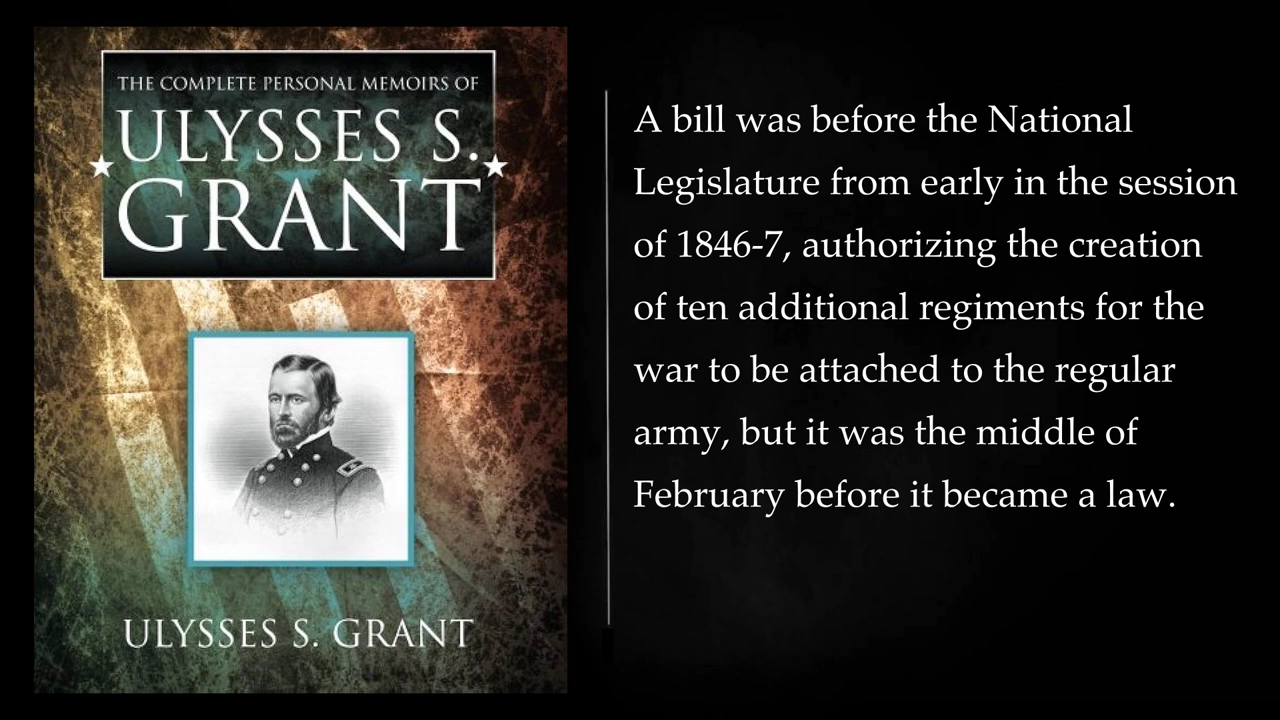 THE COMPLETE PERSONAL MEMOIRS OF
ULYSSES S.
GRANT
ULYSSES S. GRANT
A bill was before the National
Legislature from early in the session
of 1846-7, authorizing the creation
of ten additional regiments for the
war to be attached to the regular
army, but it was the middle of
February before it became a law.